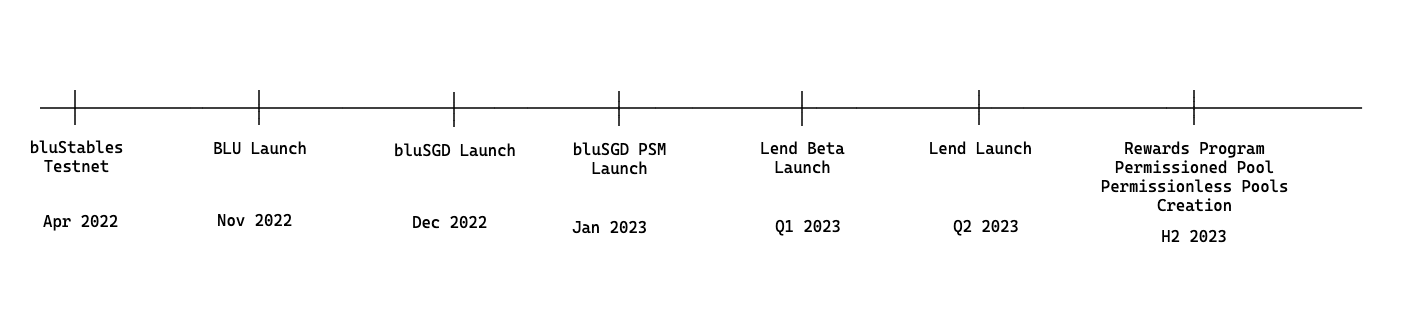 bluStables
Testnet
Apr 2022
BLU Launch
Nov 2022
bluSGD Launch
Dec 2022
bluSGD PSM
Launch
Jan 2023
Lend Beta
Launch
Q1 2023
Lend Launch
Q2 2023
Rewards Program
Permissioned Pool
Permissionless Pools
Creation
H2 2023